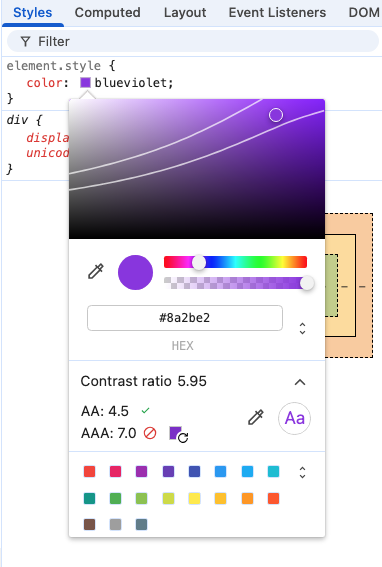 Styles Computed Layout Event Listeners DOM
Filter
element.style {
color: blueviolet;
}
div {
displa
unicod
}
#8a2be2
HEX
Contrast ratio 5.95
AA: 4.5
Aa
AAA: 7.0